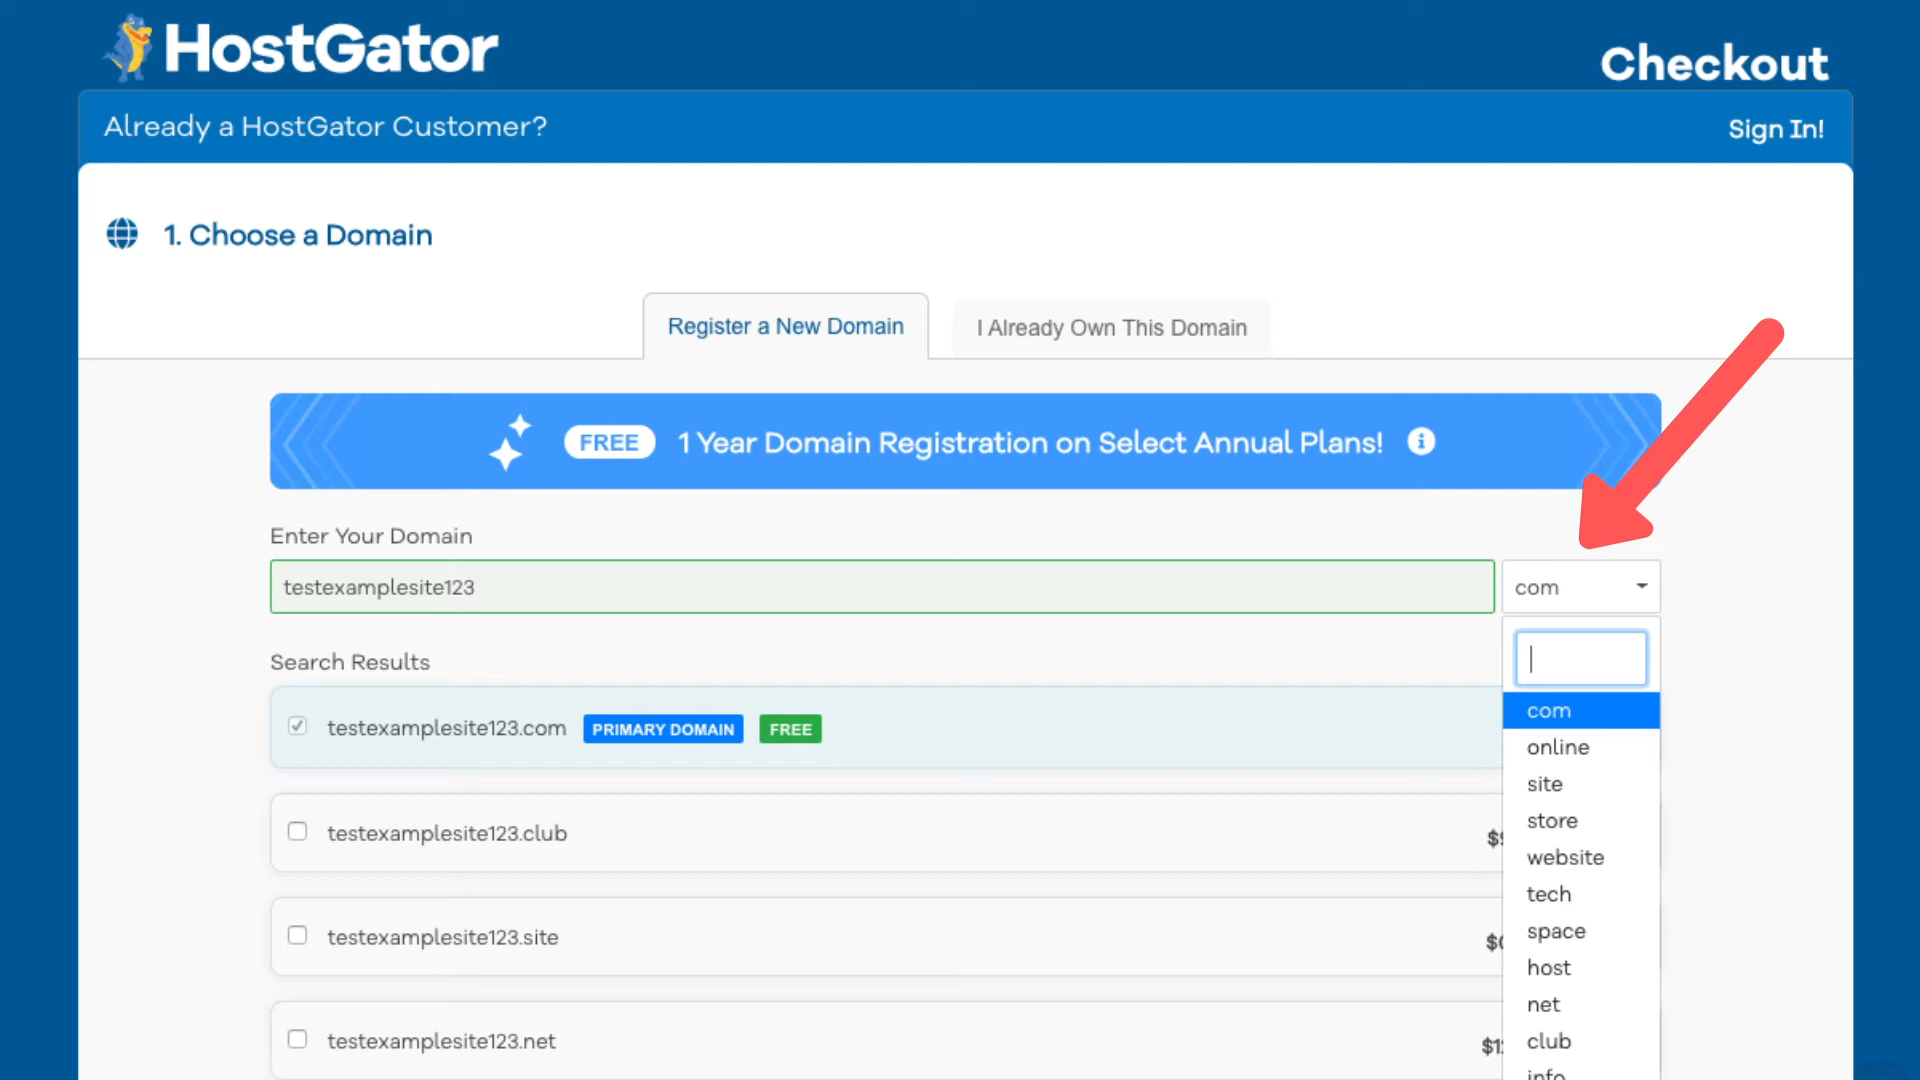 HostGator
Checkout
Already a HostGator Customer?
Sign In!
1. Choose a Domain
Register a New Domain
I Already Own This Domain
FREE 1 Year Domain Registration on Select Annual Plans!
Enter Your Domain
testexamplesite123
com
Search Results
testexamplesite123.com PRIMARY DOMAIN FREE
com
online
site
testexamplesite123.club
store
website
tech
testexamplesite123.site
space
host
net
testexamplesite123.net
club
info